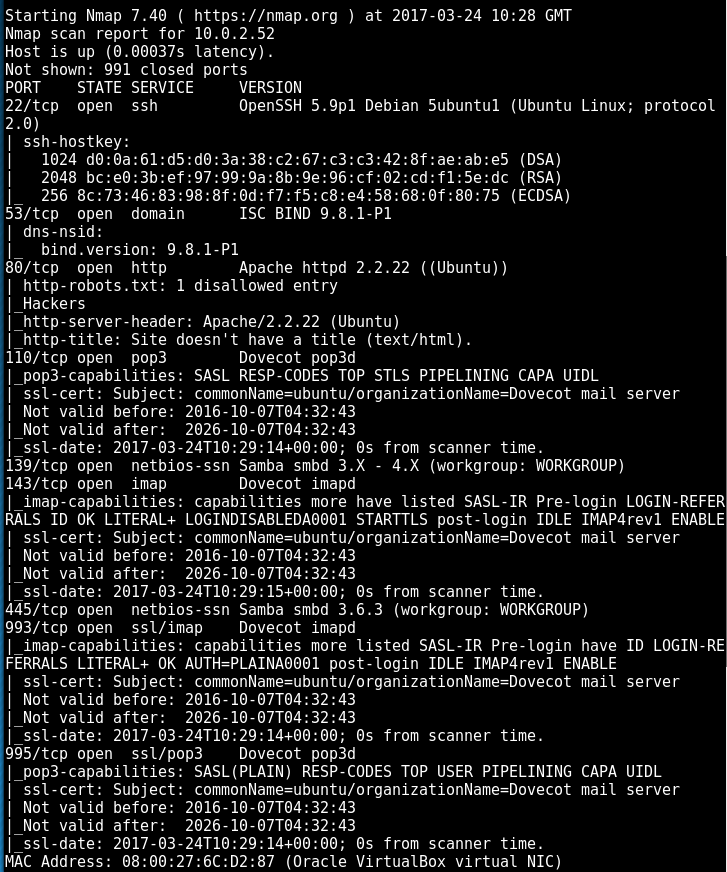 Starting Nmap 7.40 ( https://nmap.org ) at 2017-03-24 10:28 GMT
Nmap scan report for 10.0.2.52
Host is up (0.00037s latency).
Not shown: 991 closed ports
PORT    STATE SERVICE     VERSION
22/tcp  open  ssh         OpenSSH 5.9p1 Debian 5ubuntu1 (Ubuntu Linux; protocol
2.0)
| ssh-hostkey:
|   1024 d0:0a:61:d5:d0:3a:38:c2:67:c3:c3:42:8f:ae:ab:e5 (DSA)
|   2048 bc:e0:3b:ef:97:99:9a:8b:9e:96:cf:02:cd:f1:5e:dc (RSA)
|_  256 8c:73:46:83:98:8f:0d:f7:f5:c8:e4:58:68:0f:80:75 (ECDSA)
53/tcp  open  domain      ISC BIND 9.8.1-P1
| dns-nsid:
|_  bind.version: 9.8.1-P1
80/tcp  open  http        Apache httpd 2.2.22 ((Ubuntu))
| http-robots.txt: 1 disallowed entry
|_Hackers
|_http-server-header: Apache/2.2.22 (Ubuntu)
|_http-title: Site doesn't have a title (text/html).
110/tcp open  pop3        Dovecot pop3d
|_pop3-capabilities: SASL RESP-CODES TOP STLS PIPELINING CAPA UIDL
| ssl-cert: Subject: commonName=ubuntu/organizationName=Dovecot mail server
| Not valid before: 2016-10-07T04:32:43
|_Not valid after:  2026-10-07T04:32:43
|_ssl-date: 2017-03-24T10:29:14+00:00; 0s from scanner time.
139/tcp open  netbios-ssn Samba smbd 3.X - 4.X (workgroup: WORKGROUP)
143/tcp open  imap        Dovecot imapd
|_imap-capabilities: capabilities more have listed SASL-IR Pre-login LOGIN-REFER
RALS ID OK LITERAL+ LOGINDISABLEDA0001 STARTTLS post-login IDLE IMAP4rev1 ENABLE
| ssl-cert: Subject: commonName=ubuntu/organizationName=Dovecot mail server
| Not valid before: 2016-10-07T04:32:43
|_Not valid after:  2026-10-07T04:32:43
|_ssl-date: 2017-03-24T10:29:15+00:00; 0s from scanner time.
445/tcp open  netbios-ssn Samba smbd 3.6.3 (workgroup: WORKGROUP)
993/tcp open  ssl/imap    Dovecot imapd
|_imap-capabilities: capabilities more listed SASL-IR Pre-login have ID LOGIN-RE
FERRALS LITERAL+ OK AUTH=PLAINA0001 post-login IDLE IMAP4rev1 ENABLE
| ssl-cert: Subject: commonName=ubuntu/organizationName=Dovecot mail server
| Not valid before: 2016-10-07T04:32:43
|_Not valid after:  2026-10-07T04:32:43
|_ssl-date: 2017-03-24T10:29:14+00:00; 0s from scanner time.
995/tcp open  ssl/pop3    Dovecot pop3d
|_pop3-capabilities: SASL(PLAIN) RESP-CODES TOP USER PIPELINING CAPA UIDL
| ssl-cert: Subject: commonName=ubuntu/organizationName=Dovecot mail server
| Not valid before: 2016-10-07T04:32:43
|_Not valid after:  2026-10-07T04:32:43
|_ssl-date: 2017-03-24T10:29:14+00:00; 0s from scanner time.
MAC Address: 08:00:27:6C:D2:87 (Oracle VirtualBox virtual NIC)